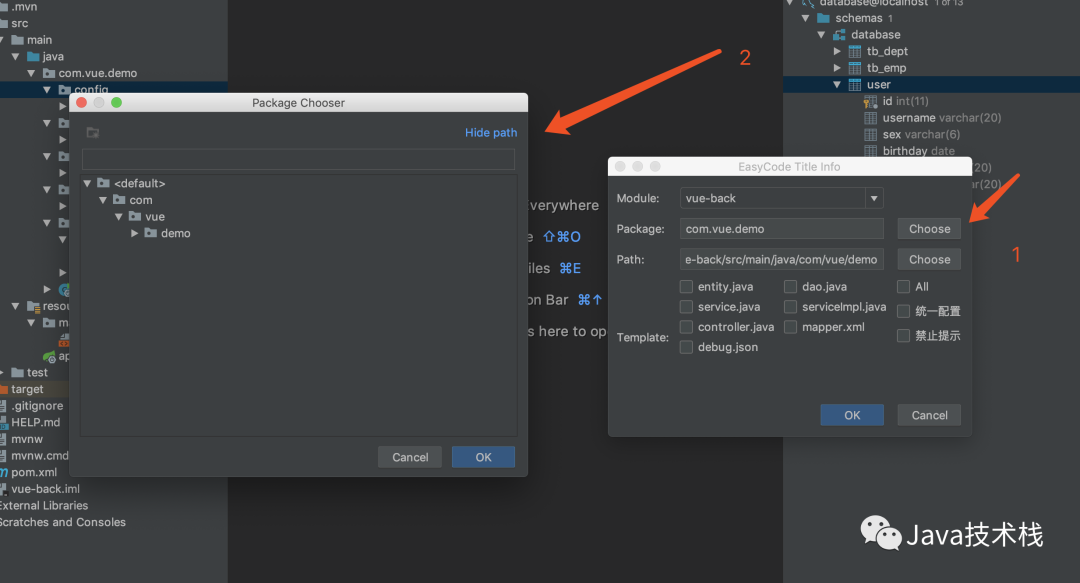 .mvn
src
main
java
com.vue.demo
config
test
target
.gitignore
HELP.md
mvnw
mvnw.cmd
pom.xml
vue-back.iml
External Libraries
Scratches and Consoles
Package Chooser
Hide path
<default>
com
vue
demo
Cancel
OK
2
Everywhere
⇧⌘O
⌘E
on Bar ⌘↑
s here to op
database@localhost 1 of 13
schemas 1
database
tb_dept
tb_emp
user
id int(11)
username varchar(20)
sex varchar(6)
birthday date
20)
ar(20)
EasyCode Title Info
Module: vue-back
Package: com.vue.demo Choose
Path: e-back/src/main/java/com/vue/demo Choose
Template:
entity.java dao.java All
service.java serviceImpl.java 统一配置
controller.java mapper.xml 禁止提示
debug.json
OK Cancel
1
Java技术栈